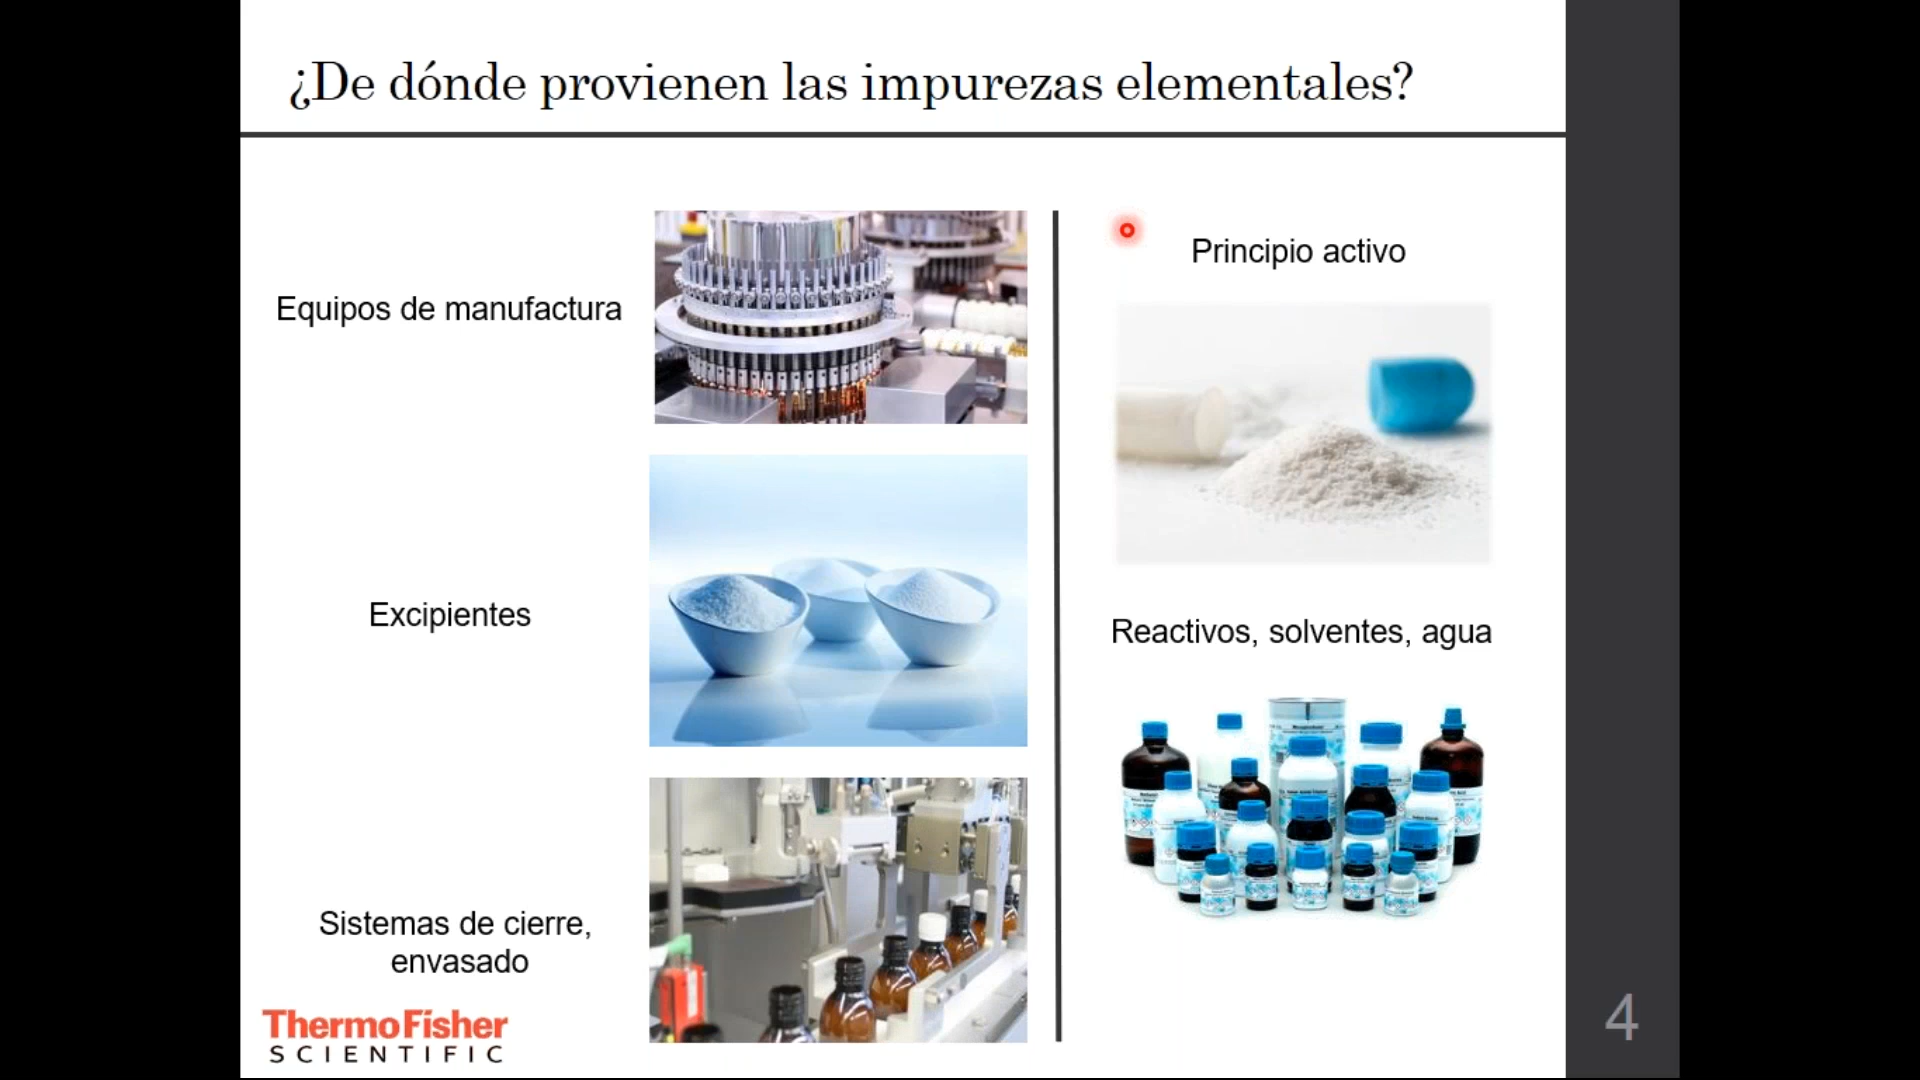 ¿De dónde provienen las impurezas elementales?
Equipos de manufactura
Excipientes
Sistemas de cierre,
envasado
Principio activo
Reactivos, solventes, agua
ThermoFisher
SCIENTIFIC
4